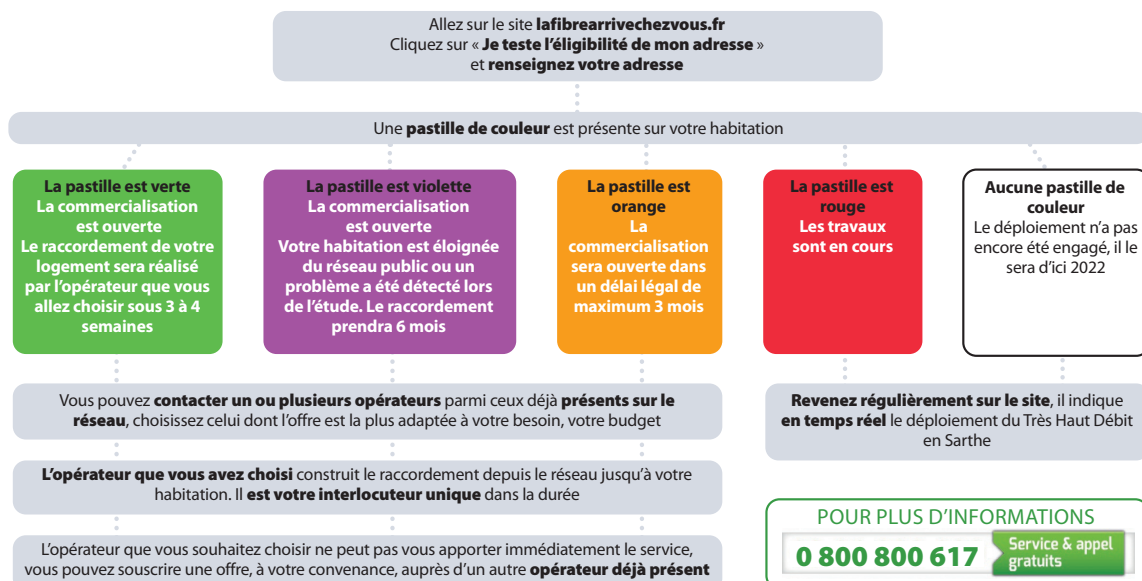 Allez sur le site lafibrearrivechezvous.fr
Cliquez sur « Je teste l'éligibilité de mon adresse »
et renseignez votre adresse
Une pastille de couleur est présente sur votre habitation
La pastille est verte
La commercialisation
est ouverte
Le raccordement de votre
logement sera réalisé
par l'opérateur que vous
allez choisir sous 3 à 4
semaines
La pastille est violette
La commercialisation
est ouverte
Votre habitation est éloignée
du réseau public ou un
problème a été détecté lors
de l'étude. Le raccordement
prendra 6 mois
La pastille est
orange
La
commercialisation
sera ouverte dans
un délai légal de
maximum 3 mois
La pastille est
rouge
Les travaux
sont en cours
Aucune pastille de
couleur
Le déploiement n'a pas
encore été engagé, il le
sera d'ici 2022
Vous pouvez contacter un ou plusieurs opérateurs parmi ceux déjà présents sur le
réseau, choisissez celui dont l'offre est la plus adaptée à votre besoin, votre budget
L'opérateur que vous avez choisi construit le raccordement depuis le réseau jusqu'à votre
habitation. Il est votre interlocuteur unique dans la durée
L'opérateur que vous souhaitez choisir ne peut pas vous apporter immédiatement le service,
vous pouvez souscrire une offre, à votre convenance, auprès d'un autre opérateur déjà présent
Revenez régulièrement sur le site, il indique
en temps réel le déploiement du Très Haut Débit
en Sarthe
POUR PLUS D'INFORMATIONS
0 800 800 617
Service & appel
gratuits